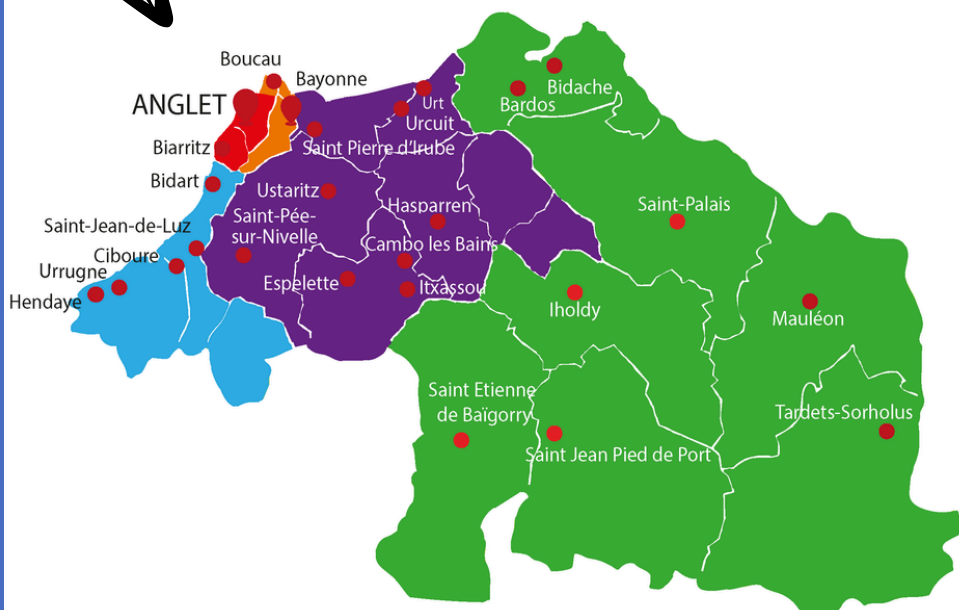 Boucau
Bayonne
ANGLET
Biarritz
Bidart
Saint-Jean-de-Luz
Ciboure
Urrugne
Hendaye
Urt
Urcuit
Saint Pierre d'Irube
Ustaritz
Hasparren
Saint-Pée-
sur-Nivelle
Cambo les Bains
Espelette
Itxassou
Bidache
Bardos
Saint-Palais
Iholdy
Mauléon
Saint Etienne
de Baïgorry
Saint Jean Pied de Port
Tardets-Sorholus